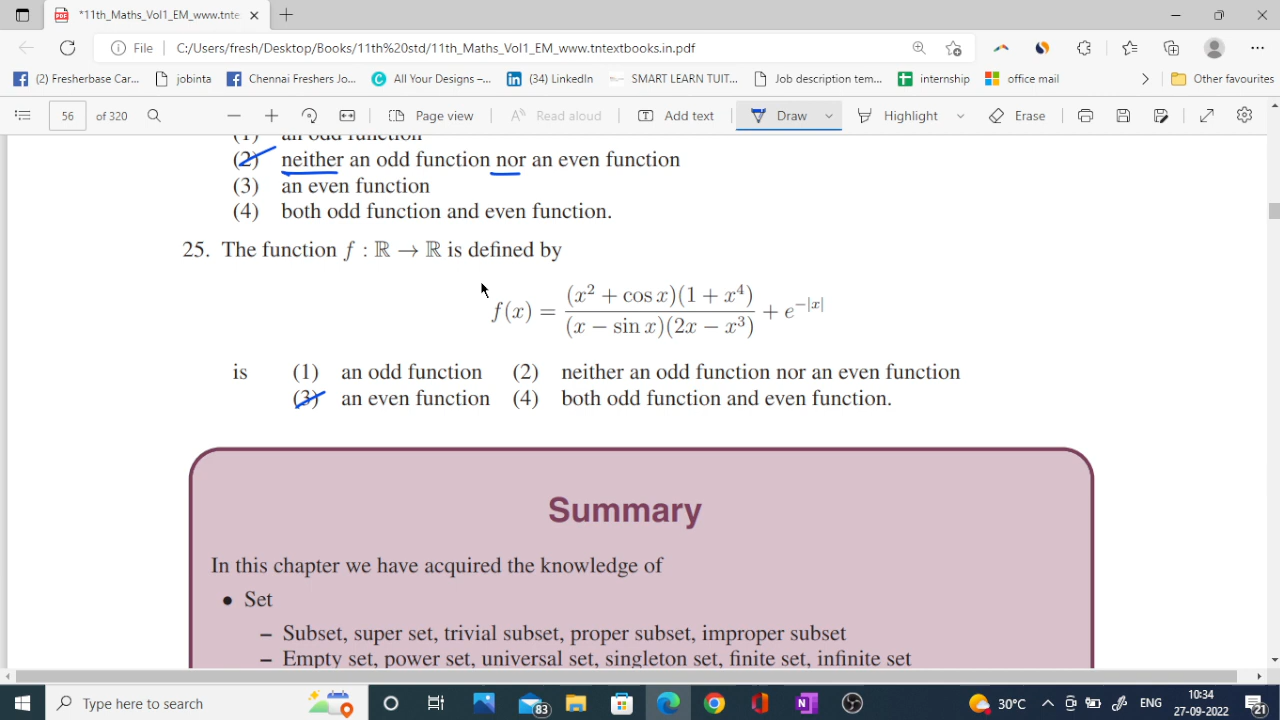 *11th_Maths_Vol1_EM_www.tnte
File
C:/Users/fresh/Desktop/Books/11th%20std/11th_Maths_Vol1_EM_www.tntextbooks.in.pdf
(2) Fresherbase Car... jobinta Chennai Freshers Jo... All Your Designs –... (34) LinkedIn SMART LEARN TUIT... Job description tem... internship office mail Other favourites
56 of 320 Page view Read aloud Add text Draw Highlight Erase
(1) an odd function
(2) neither an odd function nor an even function
(3) an even function
(4) both odd function and even function.
25. The function f : ℝ → ℝ is defined by
f(x) = (x² + cos x)(1 + x⁴) / (x − sin x)(2x − x³) + e^−|x|
is (1) an odd function (2) neither an odd function nor an even function
(3) an even function (4) both odd function and even function.
Summary
In this chapter we have acquired the knowledge of
• Set
– Subset, super set, trivial subset, proper subset, improper subset
– Empty set, power set, universal set, singleton set, finite set, infinite set
Type here to search 83 30°C ENG 10:34
27-09-2022 21